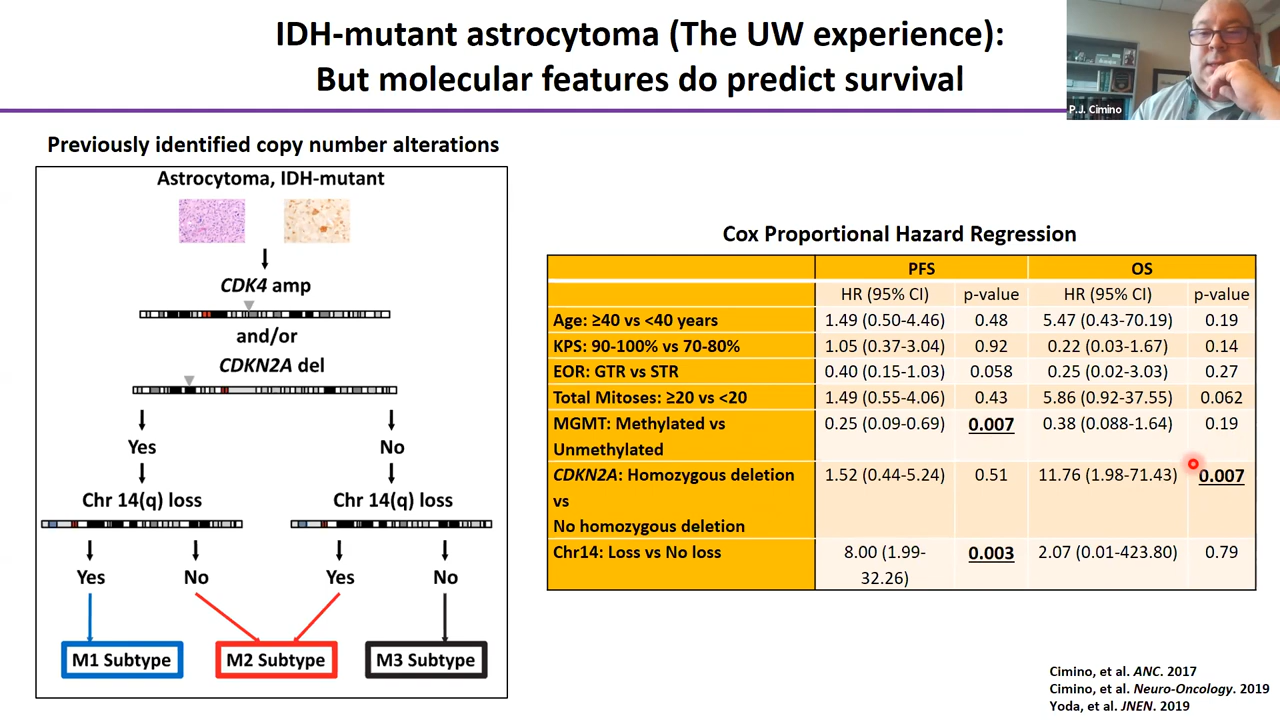 IDH-mutant astrocytoma (The UW experience):
But molecular features do predict survival
P.J. Cimino
Previously identified copy number alterations
Astrocytoma, IDH-mutant
CDK4 amp
and/or
CDKN2A del
Yes No
Chr 14(q) loss Chr 14(q) loss
Yes No Yes No
M1 Subtype M2 Subtype M3 Subtype
Cox Proportional Hazard Regression
PFS OS
HR (95% CI) p-value HR (95% CI) p-value
Age: ≥40 vs <40 years 1.49 (0.50-4.46) 0.48 5.47 (0.43-70.19) 0.19
KPS: 90-100% vs 70-80% 1.05 (0.37-3.04) 0.92 0.22 (0.03-1.67) 0.14
EOR: GTR vs STR 0.40 (0.15-1.03) 0.058 0.25 (0.02-3.03) 0.27
Total Mitoses: ≥20 vs <20 1.49 (0.55-4.06) 0.43 5.86 (0.92-37.55) 0.062
MGMT: Methylated vs 0.25 (0.09-0.69) 0.007 0.38 (0.088-1.64) 0.19
Unmethylated
CDKN2A: Homozygous deletion 1.52 (0.44-5.24) 0.51 11.76 (1.98-71.43) 0.007
vs
No homozygous deletion
Chr14: Loss vs No loss 8.00 (1.99- 0.003 2.07 (0.01-423.80) 0.79
32.26)
Cimino, et al. ANC. 2017
Cimino, et al. Neuro-Oncology. 2019
Yoda, et al. JNEN. 2019